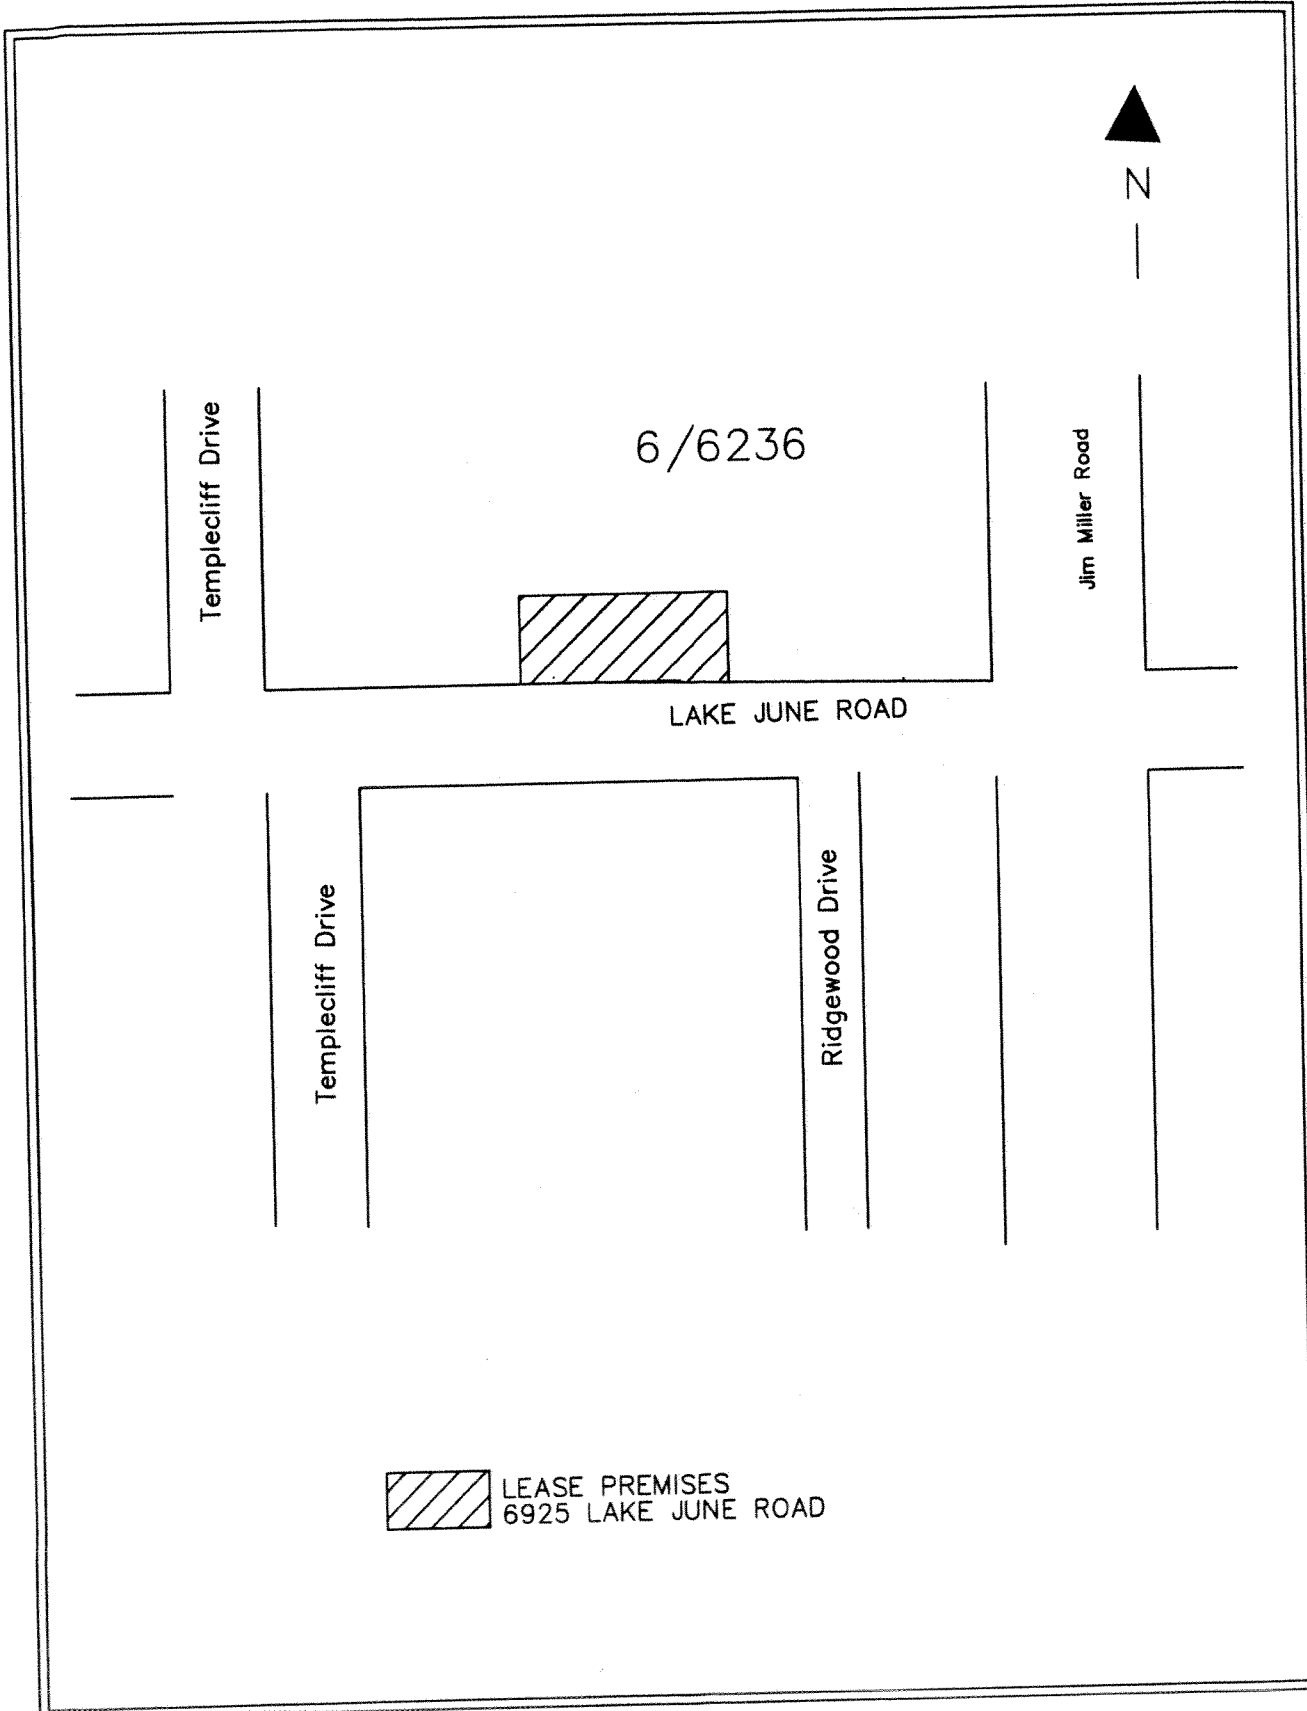 N
Templecliff Drive
6/6236
Jim Miller Road
LAKE JUNE ROAD
Templecliff Drive
Ridgewood Drive
LEASE PREMISES
6925 LAKE JUNE ROAD